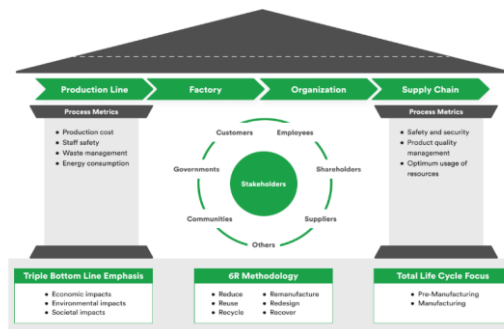 Production Line
Factory
Organization
Supply Chain
Process Metrics
• Production cost
• Staff safety
• Waste management
• Energy consumption
Customers
Employees
Governments
Shareholders
Stakeholders
Communities
Suppliers
Others
Process Metrics
• Safety and security
• Product quality
management
• Optimum usage of
resources
Triple Bottom Line Emphasis
• Economic impacts
• Environmental impacts
• Societal impacts
6R Methodology
• Reduce
• Reuse
• Recycle
• Remanufacture
• Redesign
• Recover
Total Life Cycle Focus
• Pre-Manufacturing
• Manufacturing